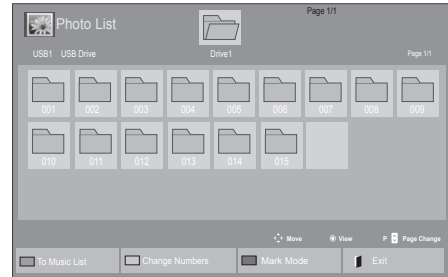 Page 1/1
Photo List
USB1 USB Drive Drive1 Page 1/1
001 002 003 004 005 006 007 008 009
010 011 012 013 014 015
Move View P Page Change
To Music List Change Numbers Mark Mode Exit